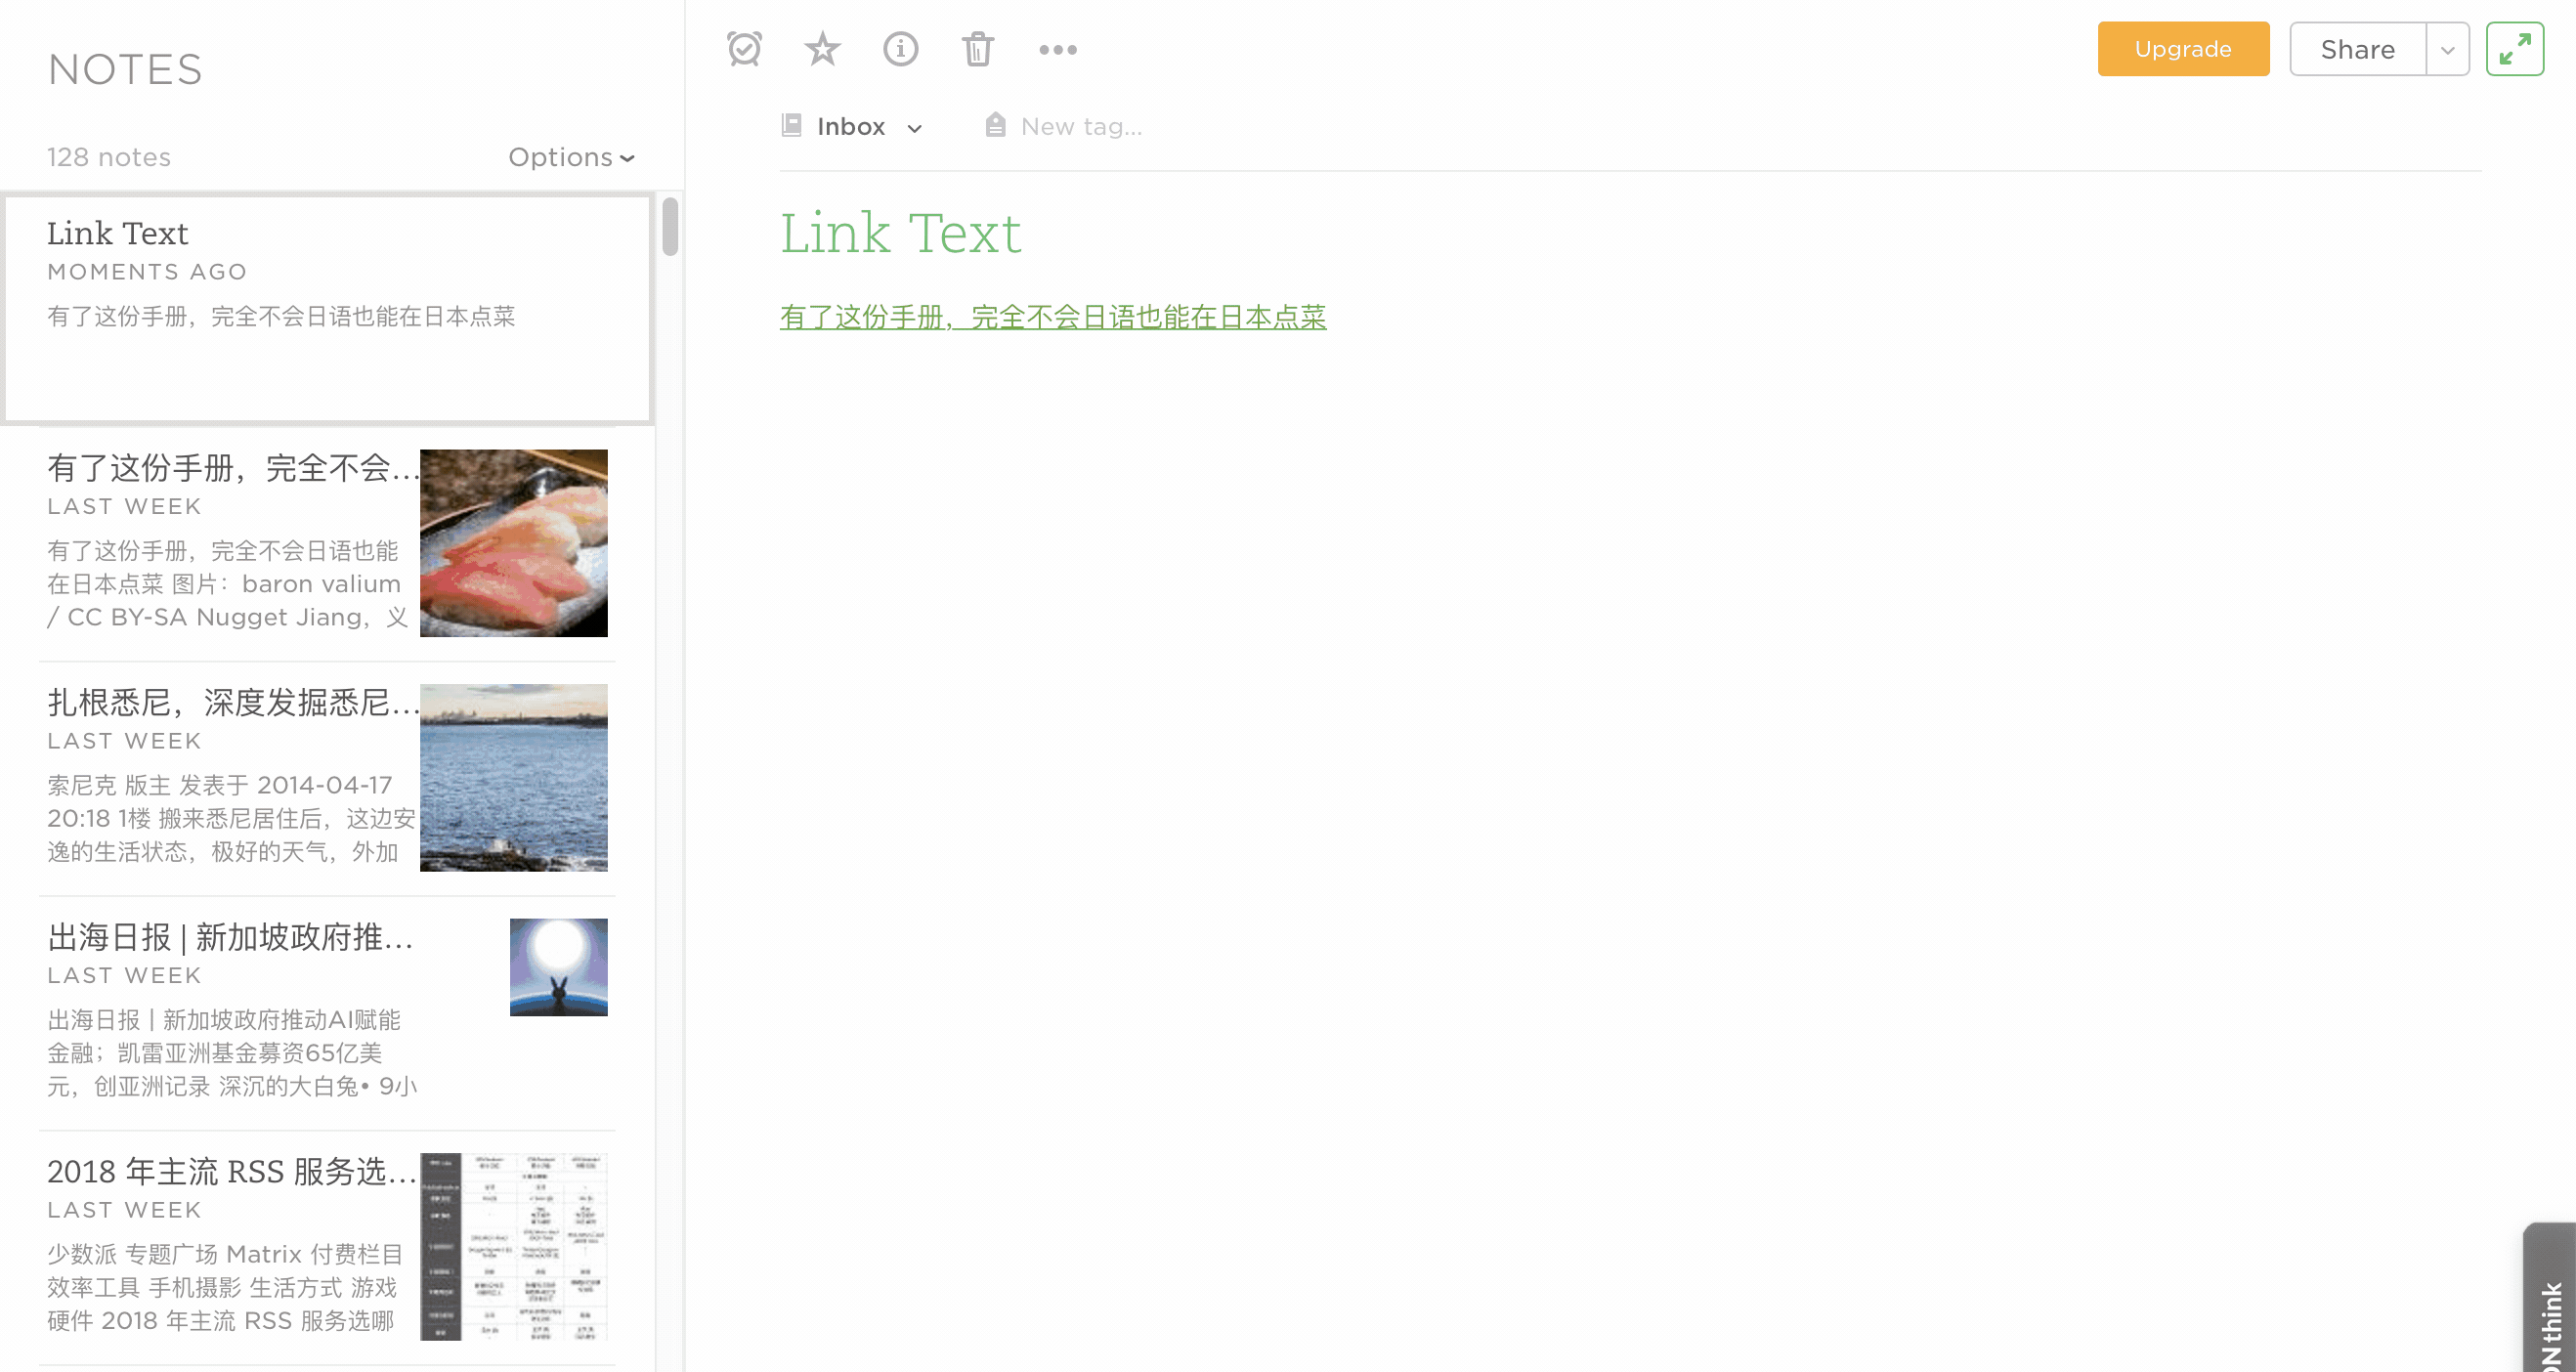 NOTES
128 notes
Options
Link Text
MOMENTS AGO
有了这份手册，完全不会日语也能在日本点菜
有了这份手册，完全不会...
LAST WEEK
有了这份手册，完全不会日语也能
在日本点菜 图片：baron valium
/ CC BY-SA Nugget Jiang，义
扎根悉尼，深度发掘悉尼...
LAST WEEK
索尼克 版主 发表于 2014-04-17
20:18 1楼 搬来悉尼居住后，这边安
逸的生活状态，极好的天气，外加
出海日报 | 新加坡政府推...
LAST WEEK
出海日报 | 新加坡政府推动AI赋能
金融；凯雷亚洲基金募资65亿美
元，创亚洲记录 深沉的大白兔• 9小
2018 年主流 RSS 服务选...
LAST WEEK
少数派 专题广场 Matrix 付费栏目
效率工具 手机摄影 生活方式 游戏
硬件 2018 年主流 RSS 服务选哪
Upgrade
Share
Inbox
New tag...
Link Text
有了这份手册，完全不会日语也能在日本点菜